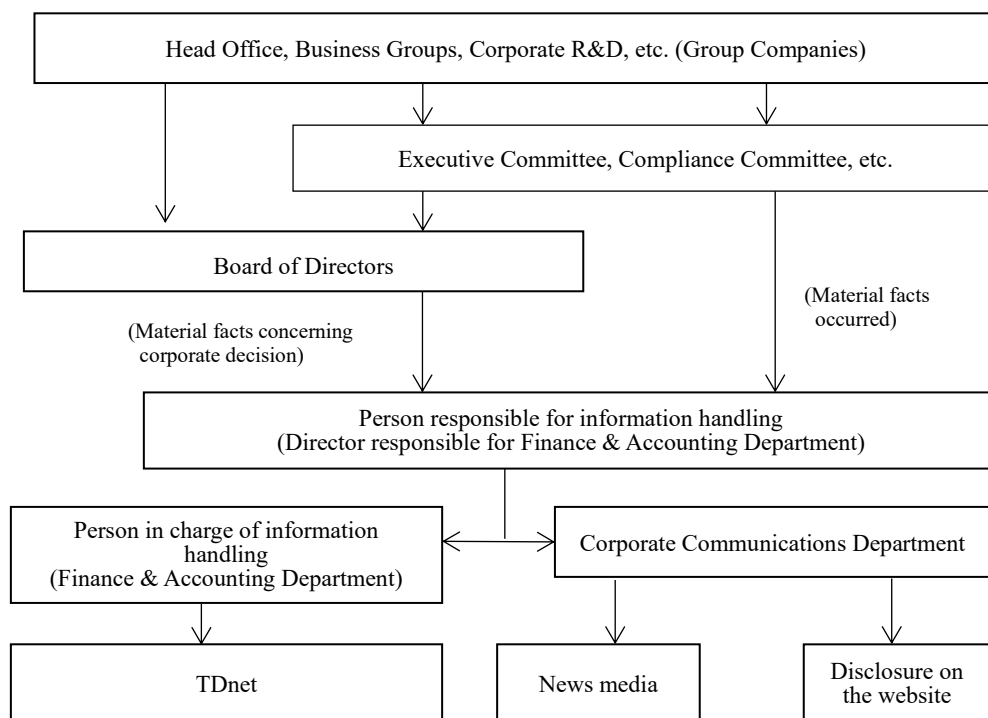 Head Office, Business Groups, Corporate R&D, etc. (Group Companies)
Executive Committee, Compliance Committee, etc.
Board of Directors
(Material facts
occurred)
(Material facts concerning
corporate decision)
Person responsible for information handling
(Director responsible for Finance & Accounting Department)
Person in charge of information
handling
(Finance & Accounting Department)
Corporate Communications Department
TDnet
News media
Disclosure on
the website